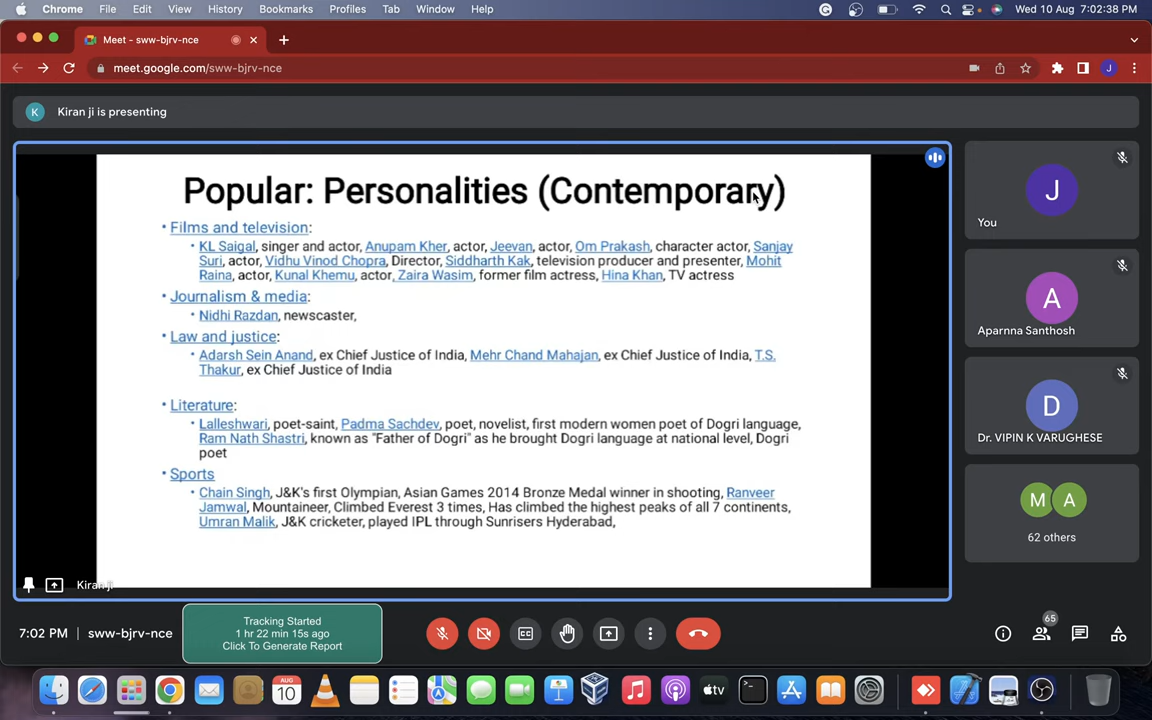 Chrome File Edit View History Bookmarks Profiles Tab Window Help Wed 10 Aug 7:02:38 PM
Meet - sww-bjrv-nce
meet.google.com/sww-bjrv-nce J
K Kiran ji is presenting
Popular: Personalities (Contemporary)
• Films and television:
• KL Saigal, singer and actor, Anupam Kher, actor, Jeevan, actor, Om Prakash, character actor, Sanjay
Suri, actor, Vidhu Vinod Chopra, Director, Siddharth Kak, television producer and presenter, Mohit
Raina, actor, Kunal Khemu, actor, Zaira Wasim, former film actress, Hina Khan, TV actress
• Journalism & media:
• Nidhi Razdan, newscaster,
• Law and justice:
• Adarsh Sein Anand, ex Chief Justice of India, Mehr Chand Mahajan, ex Chief Justice of India, T.S.
Thakur, ex Chief Justice of India
• Literature:
• Lalleshwari, poet-saint, Padma Sachdev, poet, novelist, first modern women poet of Dogri language,
Ram Nath Shastri, known as "Father of Dogri" as he brought Dogri language at national level, Dogri
poet
• Sports
• Chain Singh, J&K's first Olympian, Asian Games 2014 Bronze Medal winner in shooting, Ranveer
Jamwal, Mountaineer, Climbed Everest 3 times, Has climbed the highest peaks of all 7 continents,
Umran Malik, J&K cricketer, played IPL through Sunrisers Hyderabad,
Kiran ji
J
You
A
Aparnna Santhosh
D
Dr. VIPIN K VARUGHESE
M A
62 others
7:02 PM | sww-bjrv-nce
Tracking Started
1 hr 22 min 15s ago
Click To Generate Report
65
AUG
10
tv